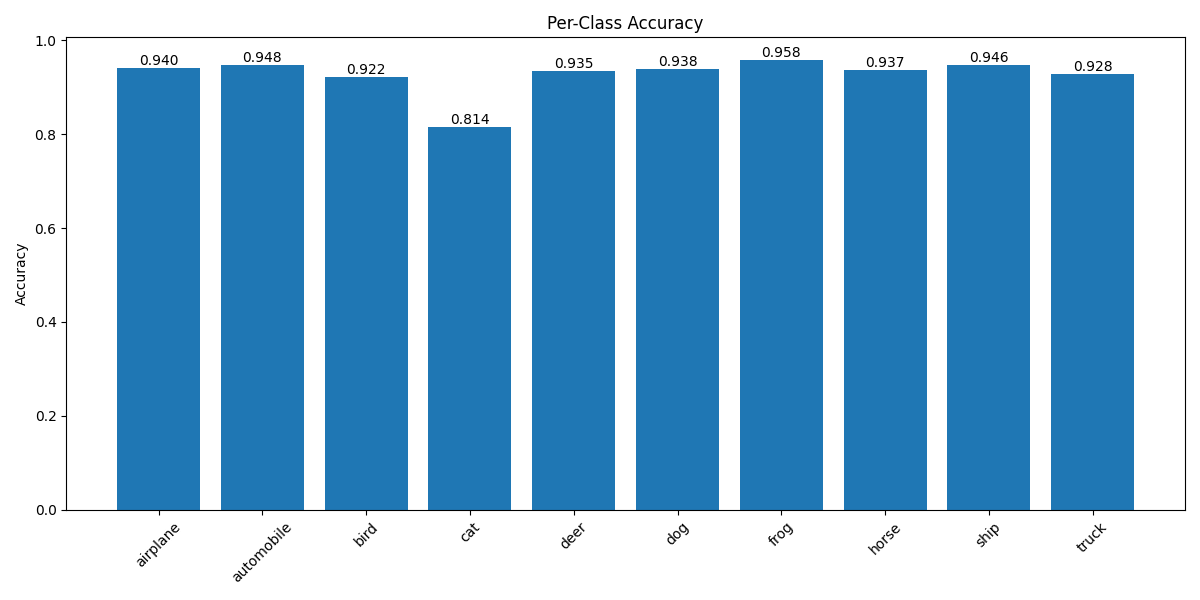 Per-Class Accuracy
1.0
0.8
0.6
0.4
0.2
0.0
Accuracy
0.940
0.948
0.922
0.814
0.935
0.938
0.958
0.937
0.946
0.928
airplane
automobile
bird
cat
deer
dog
frog
horse
ship
truck